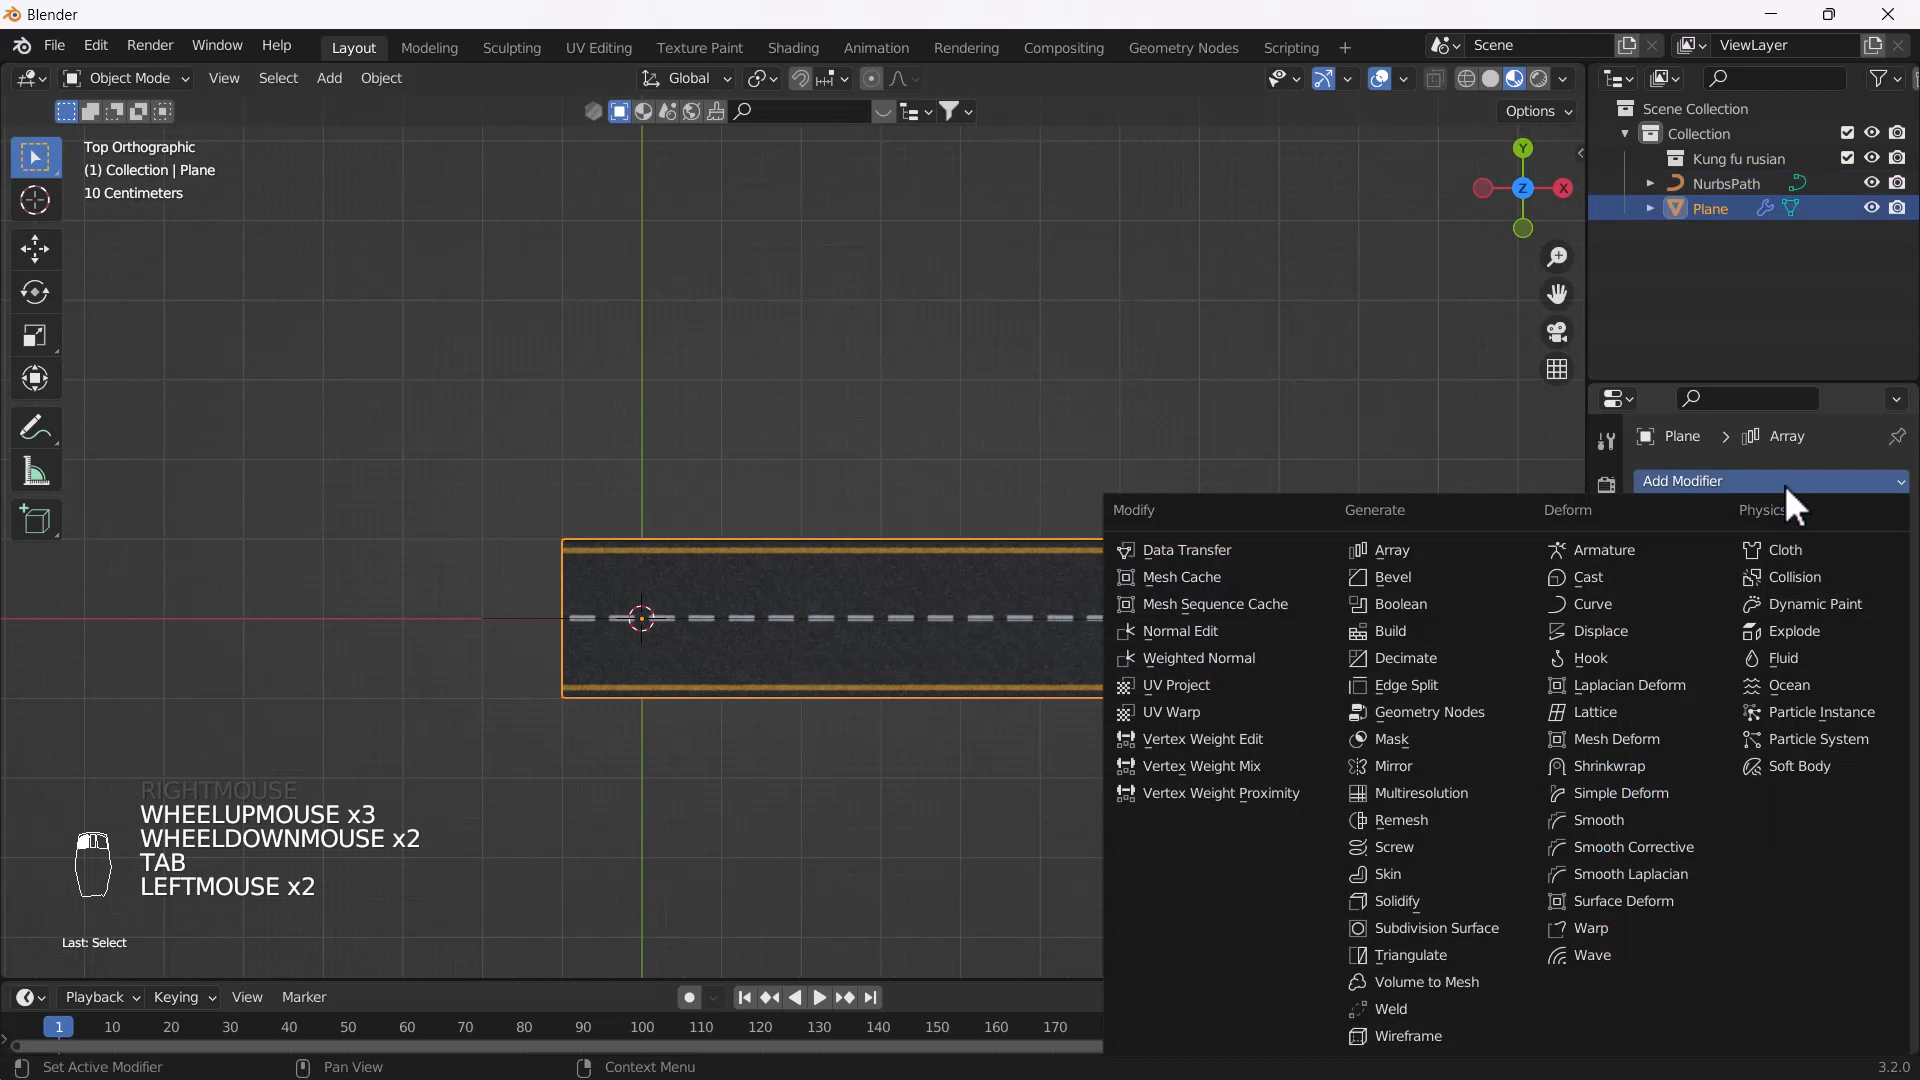 Blender
File Edit Render Window Help Layout Modeling Sculpting UV Editing Texture Paint Shading Animation Rendering Compositing Geometry Nodes Scripting + Scene ViewLayer
Object Mode View Select Add Object Global
Options
Top Orthographic
(1) Collection | Plane
10 Centimeters
Y
Z X
Scene Collection
Collection
Kung fu rusian
NurbsPath
Plane
Plane > Array
Add Modifier
Modify Generate Deform Physics
Data Transfer Array Armature Cloth
Mesh Cache Bevel Cast Collision
Mesh Sequence Cache Boolean Curve Dynamic Paint
Normal Edit Build Displace Explode
Weighted Normal Decimate Hook Fluid
UV Project Edge Split Laplacian Deform Ocean
UV Warp Geometry Nodes Lattice Particle Instance
Vertex Weight Edit Mask Mesh Deform Particle System
Vertex Weight Mix Mirror Shrinkwrap Soft Body
Vertex Weight Proximity Multiresolution Simple Deform
Remesh Smooth
Screw Smooth Corrective
Skin Smooth Laplacian
Solidify Surface Deform
Subdivision Surface Warp
Triangulate Wave
Volume to Mesh
Weld
Wireframe
RIGHTMOUSE
WHEELUPMOUSE x3
WHEELDOWNMOUSE x2
TAB
LEFTMOUSE x2
Last: Select
Playback Keying View Marker
1 10 20 30 40 50 60 70 80 90 100 110 120 130 140 150 160 170
Set Active Modifier Pan View Context Menu 3.2.0